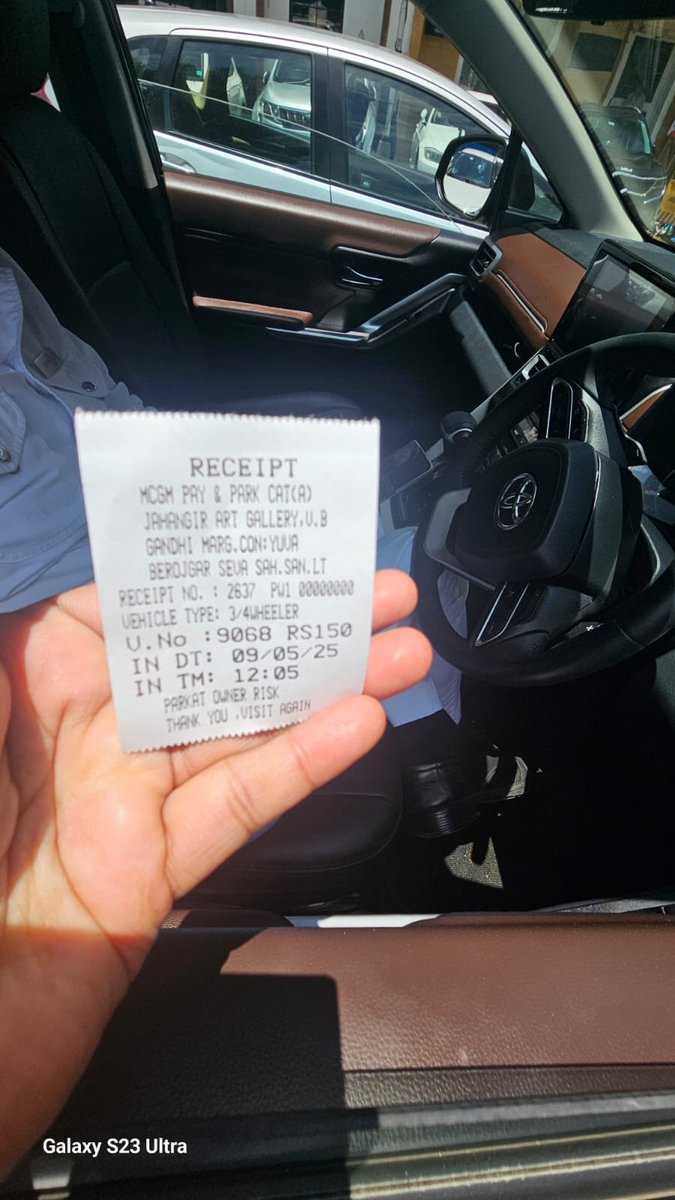 RECEIPT
MCGM PAY & PARK CAT(A)
JAHANGIR ART GALLERY,V.B
GANDHI MARG.CON:YUVA
BEROJGAR SEVA SAH.SAN.LT
RECEIPT NO. : 2637 PW1 00000000
VEHICLE TYPE: 3/4WHEELER
V.No :9068 RS150
IN DT: 09/05/25
IN TM: 12:05
PARKAT OWNER RISK
THANK YOU ,VISIT AGAIN
Galaxy S23 Ultra